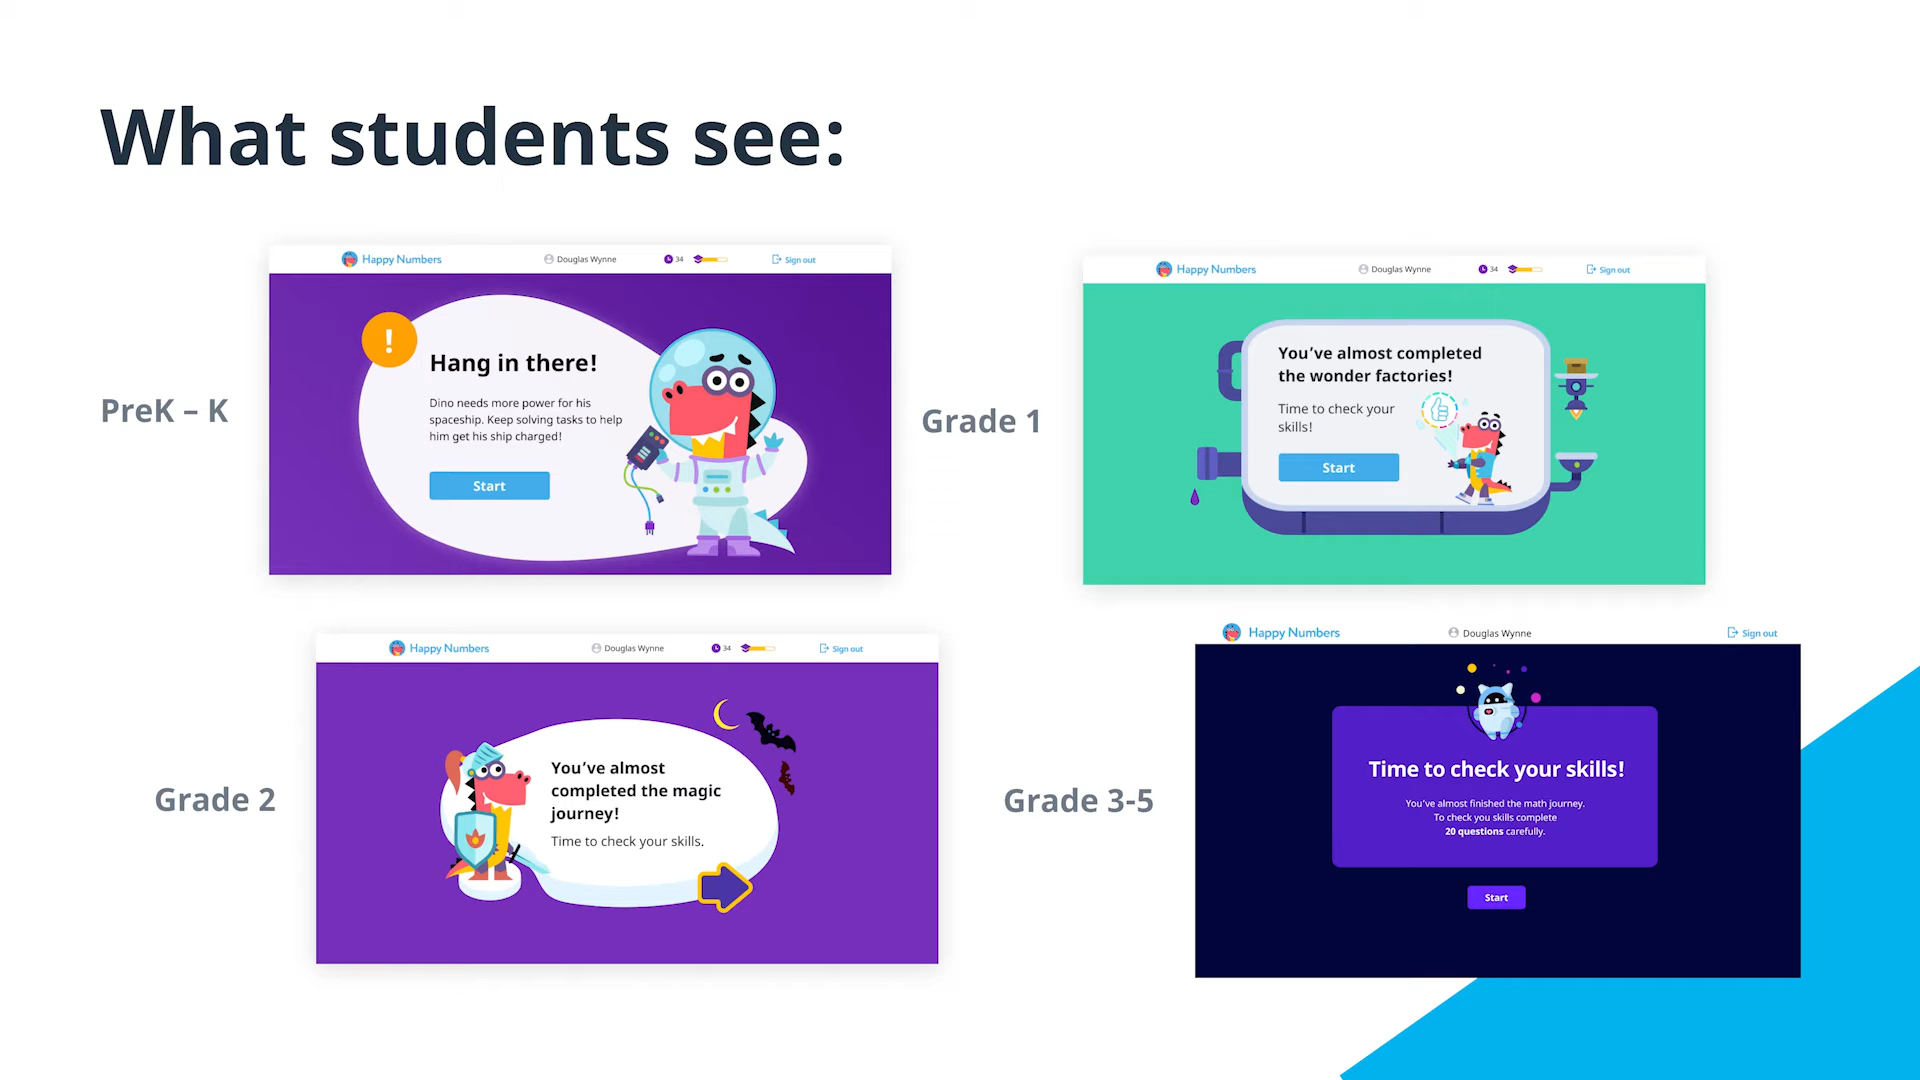 What students see:
PreK – K
Happy Numbers
Douglas Wynne
34
Sign out
!
Hang in there!
Dino needs more power for his
spaceship. Keep solving tasks to help
him get his ship charged!
Start
Grade 1
Happy Numbers
Douglas Wynne
34
Sign out
You’ve almost completed
the wonder factories!
Time to check your
skills!
Start
Grade 2
Happy Numbers
Douglas Wynne
34
Sign out
You’ve almost
completed the magic
journey!
Time to check your skills.
Grade 3-5
Happy Numbers
Douglas Wynne
Sign out
Time to check your skills!
You’ve almost finished the math journey.
To check you skills complete
20 questions carefully.
Start